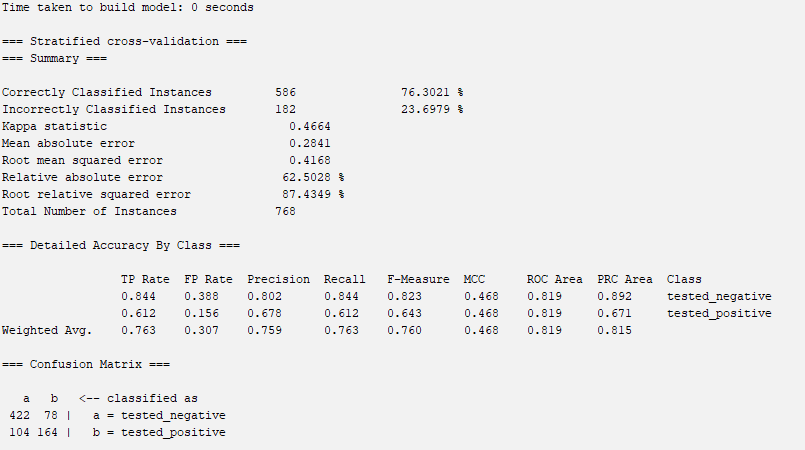 Time taken to build model: 0 seconds

=== Stratified cross-validation ===
=== Summary ===

Correctly Classified Instances         586               76.3021 %
Incorrectly Classified Instances       182               23.6979 %
Kappa statistic                          0.4664
Mean absolute error                      0.2841
Root mean squared error                  0.4168
Relative absolute error                 62.5028 %
Root relative squared error             87.4349 %
Total Number of Instances              768

=== Detailed Accuracy By Class ===

                 TP Rate  FP Rate  Precision  Recall   F-Measure  MCC      ROC Area  PRC Area  Class
                 0.844    0.388    0.802      0.844    0.823      0.468    0.819     0.892     tested_negative
                 0.612    0.156    0.678      0.612    0.643      0.468    0.819     0.671     tested_positive
Weighted Avg.    0.763    0.307    0.759      0.763    0.760      0.468    0.819     0.815

=== Confusion Matrix ===

   a   b   <-- classified as
 422  78 |   a = tested_negative
 104 164 |   b = tested_positive